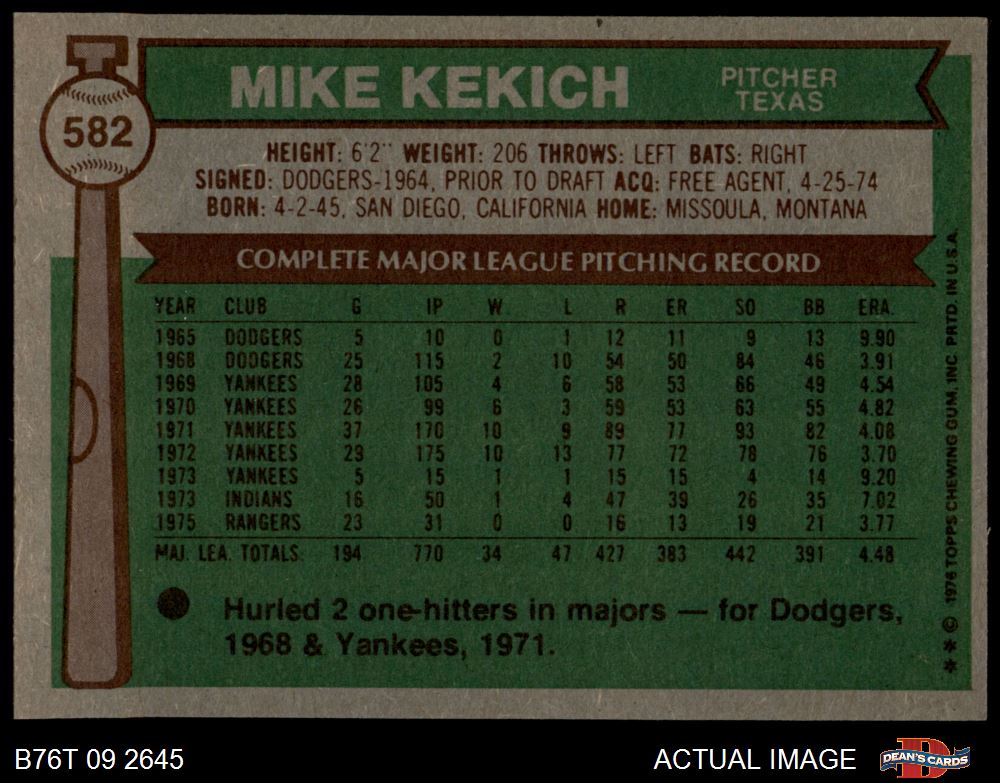 582
MIKE KEKICH
PITCHER
TEXAS
HEIGHT: 6'2" WEIGHT: 206 THROWS: LEFT BATS: RIGHT
SIGNED: DODGERS-1964, PRIOR TO DRAFT ACQ: FREE AGENT, 4-25-74
BORN: 4-2-45, SAN DIEGO, CALIFORNIA HOME: MISSOULA, MONTANA
COMPLETE MAJOR LEAGUE PITCHING RECORD
YEAR CLUB G IP W L R ER SO BB ERA.
1965 DODGERS 5 10 0 1 12 11 9 13 9.90
1968 DODGERS 25 115 2 10 54 50 84 46 3.91
1969 YANKEES 28 105 4 6 58 53 66 49 4.54
1970 YANKEES 26 99 6 3 59 53 63 55 4.82
1971 YANKEES 37 170 10 9 89 77 93 82 4.08
1972 YANKEES 29 175 10 13 77 72 78 76 3.70
1973 YANKEES 5 15 1 1 15 15 4 14 9.20
1973 INDIANS 16 50 1 4 47 39 26 35 7.02
1975 RANGERS 23 31 0 0 16 13 19 21 3.77
MAJ. LEA. TOTALS 194 770 34 47 427 383 442 391 4.48
Hurled 2 one-hitters in majors — for Dodgers,
1968 & Yankees, 1971.
** © 1976 TOPPS CHEWING GUM, INC PRTD. IN U.S.A.
B76T 09 2645
ACTUAL IMAGE
D
DEAN'S CARDS